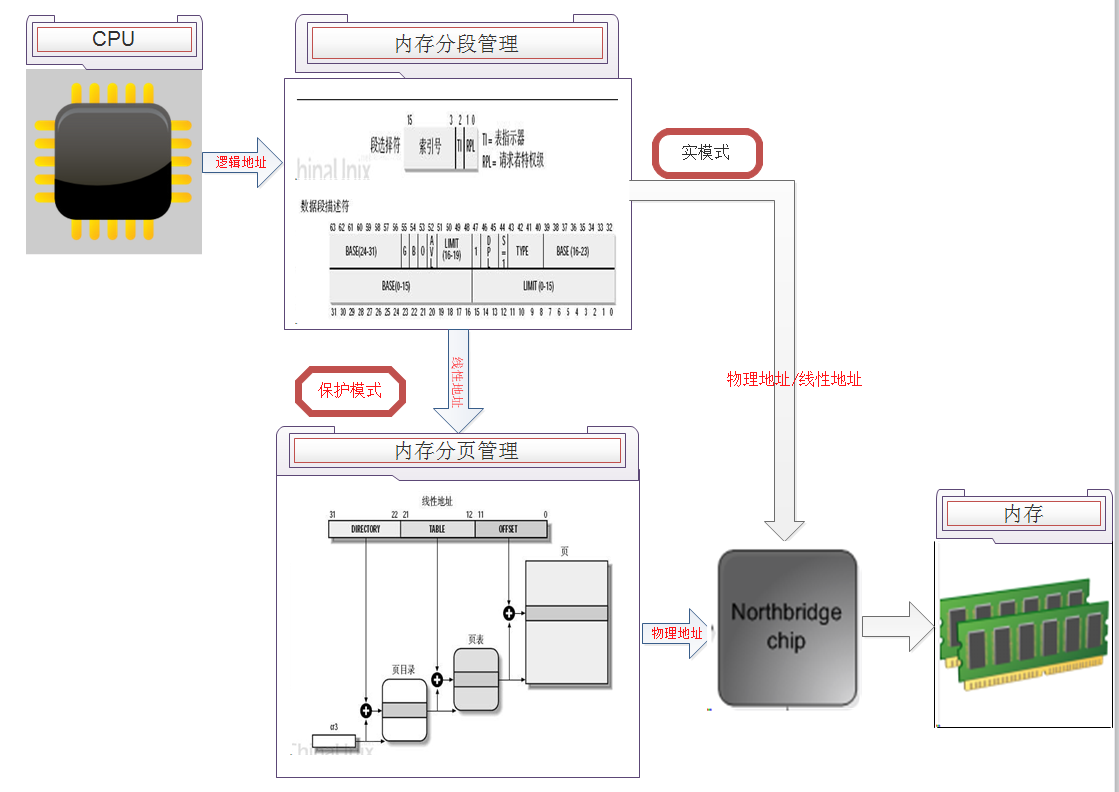 CPU
逻辑地址
内存分段管理
15 3 2 1 0
段选择符 索引号 TI RPL
TI= 表指示器
RPL= 请求者特权级
hinal Inix
数据段描述符
63 62 61 60 59 58 57 56 55 54 53 52 51 50 49 48 47 46 45 44 43 42 41 40 39 38 37 36 35 34 33 32
BASE(24-31) G B O AVL LIMIT (16-19) 1 DPL S=1 TYPE BASE (16-23)
BASE(0-15) LIMIT (0-15)
31 30 29 28 27 26 25 24 23 22 21 20 19 18 17 16 15 14 13 12 11 10 9 8 7 6 5 4 3 2 1 0
实模式
物理地址/线性地址
保护模式
线性地址
内存分页管理
线性地址
31 22 21 12 11 0
DIRECTORY TABLE OFFSET
页
页表
页目录
cr3
hinal Inix
物理地址
Northbridge
chip
内存